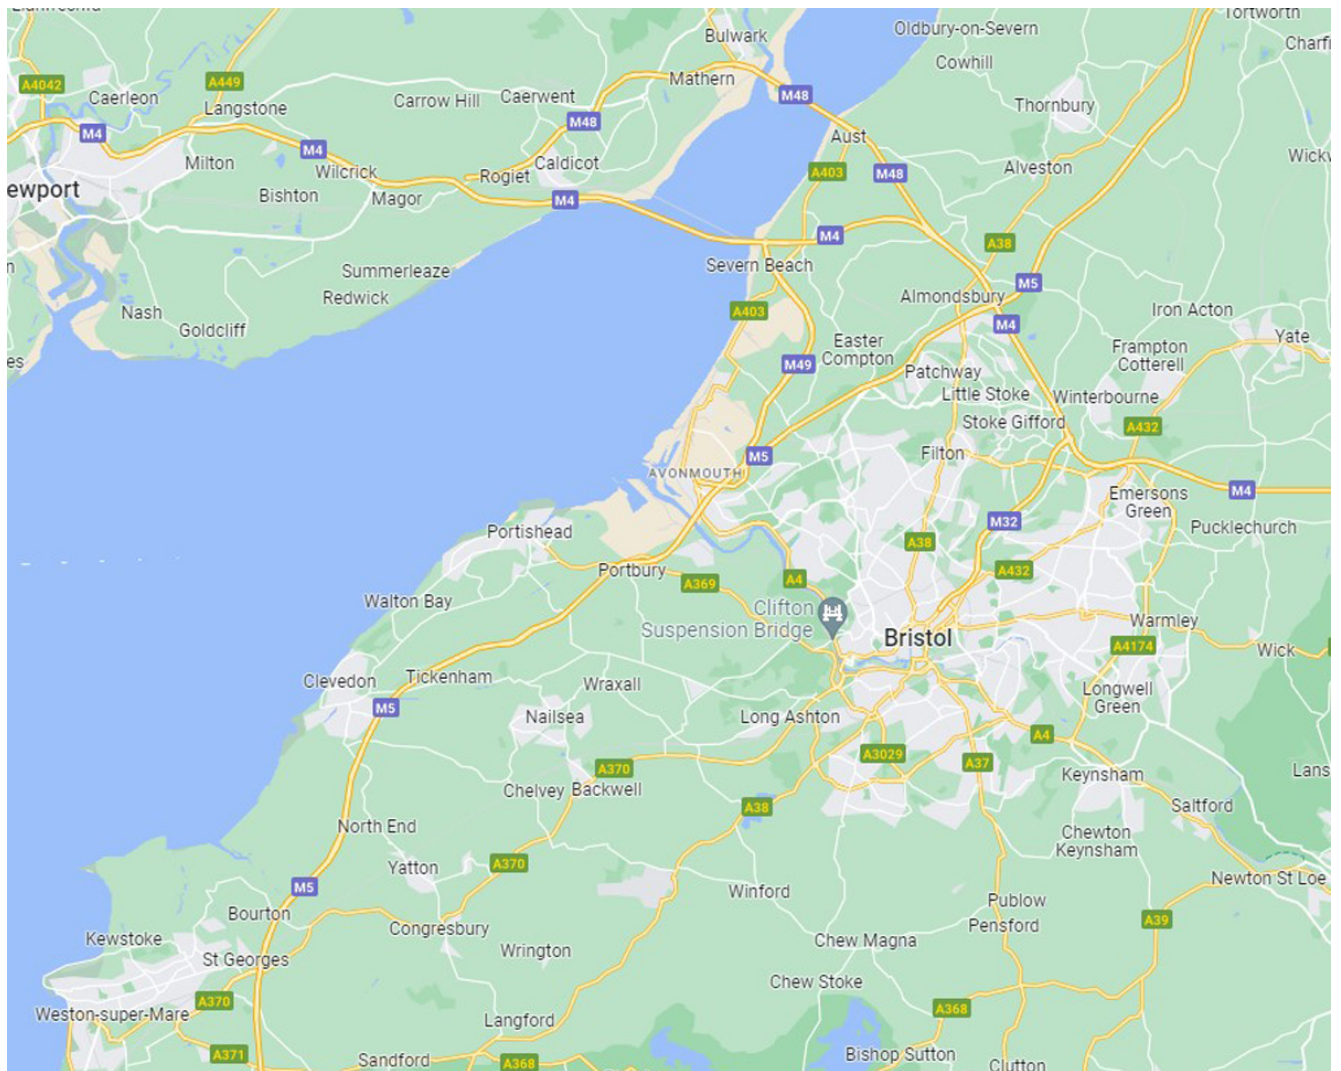 Llanfrechfa
Bulwark
Oldbury-on-Severn
Tortworth
Charfi
Cowhill
A4042
A449
Mathern
Caerleon
Langstone
Carrow Hill
Caerwent
M48
Thornbury
M4
M48
Aust
M4
Milton
Wilcrick
Caldicot
Rogiet
A403
M48
Alveston
Wickw
ewport
Bishton
Magor
M4
M4
A38
n
Summerleaze
Severn Beach
M5
Redwick
Almondsbury
Nash
Goldcliff
A403
M4
Iron Acton
Yate
es
Easter
Compton
Frampton
Cotterell
M49
Patchway
Little Stoke
Winterbourne
Stoke Gifford
A432
Filton
M5
AVONMOUTH
M4
Emersons
Green
Portishead
M32
Pucklechurch
A38
Portbury
A369
A4
A432
Walton Bay
Clifton
Suspension Bridge
Bristol
Warmley
A4174
Wick
Clevedon
Tickenham
Wraxall
Longwell
Green
M5
Nailsea
Long Ashton
A4
A3029
A37
A370
Keynsham
Lans
Chelvey
Backwell
A38
Saltford
North End
Chewton
Keynsham
Yatton
A370
M5
Winford
Newton St Loe
Bourton
Publow
Congresbury
Pensford
A39
Kewstoke
Wrington
Chew Magna
St Georges
Chew Stoke
A370
Weston-super-Mare
Langford
A368
A371
Sandford
A368
Bishop Sutton
Clutton